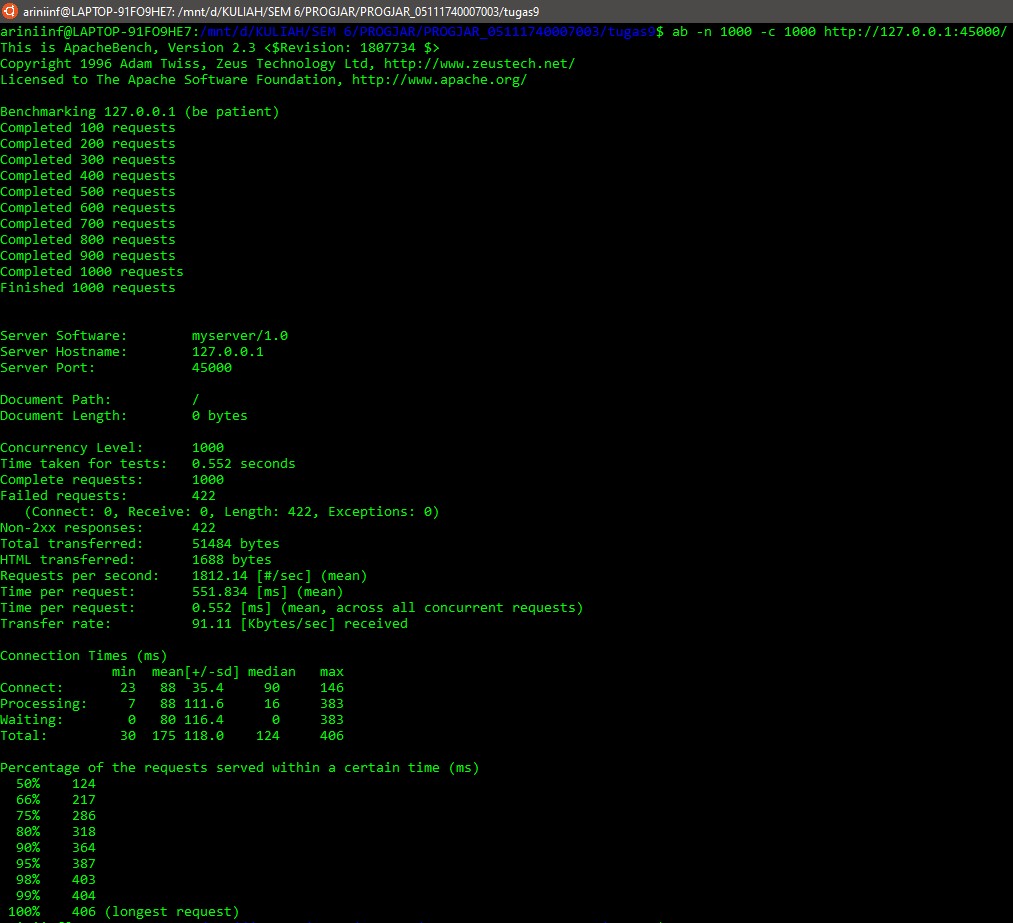 ariniinf@LAPTOP-91FO9HE7: /mnt/d/KULIAH/SEM 6/PROGJAR/PROGJAR_05111740007003/tugas9
ariniinf@LAPTOP-91FO9HE7:/mnt/d/KULIAH/SEM 6/PROGJAR/PROGJAR_05111740007003/tugas9$ ab -n 1000 -c 1000 http://127.0.0.1:45000/
This is ApacheBench, Version 2.3 <$Revision: 1807734 $>
Copyright 1996 Adam Twiss, Zeus Technology Ltd, http://www.zeustech.net/
Licensed to The Apache Software Foundation, http://www.apache.org/

Benchmarking 127.0.0.1 (be patient)
Completed 100 requests
Completed 200 requests
Completed 300 requests
Completed 400 requests
Completed 500 requests
Completed 600 requests
Completed 700 requests
Completed 800 requests
Completed 900 requests
Completed 1000 requests
Finished 1000 requests

Server Software:        myserver/1.0
Server Hostname:        127.0.0.1
Server Port:            45000

Document Path:          /
Document Length:        0 bytes

Concurrency Level:      1000
Time taken for tests:   0.552 seconds
Complete requests:      1000
Failed requests:        422
   (Connect: 0, Receive: 0, Length: 422, Exceptions: 0)
Non-2xx responses:      422
Total transferred:      51484 bytes
HTML transferred:       1688 bytes
Requests per second:    1812.14 [#/sec] (mean)
Time per request:       551.834 [ms] (mean)
Time per request:       0.552 [ms] (mean, across all concurrent requests)
Transfer rate:          91.11 [Kbytes/sec] received

Connection Times (ms)
              min  mean[+/-sd] median   max
Connect:       23   88  35.4     90     146
Processing:     7   88 111.6     16     383
Waiting:        0   80 116.4      0     383
Total:         30  175 118.0    124     406

Percentage of the requests served within a certain time (ms)
  50%    124
  66%    217
  75%    286
  80%    318
  90%    364
  95%    387
  98%    403
  99%    404
 100%    406 (longest request)